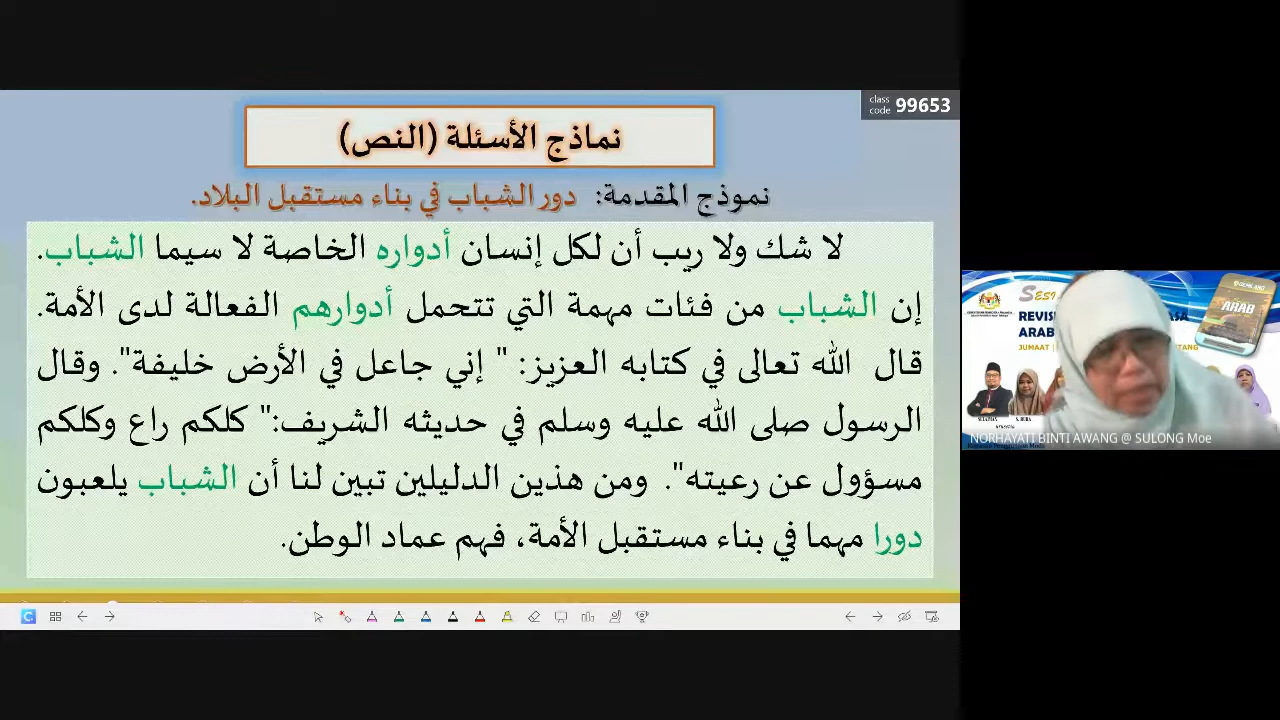 class code 99653
نماذج الأسئلة (النص)
نموذج المقدمة: دور الشباب في بناء مستقبل البلاد.
لا شك ولا ريب أن لكل إنسان أدواره الخاصة لا سيما الشباب.
إن الشباب من فئات مهمة التي تتحمل أدوارهم الفعالة لدى الأمة.
قال الله تعالى في كتابه العزيز: " إني جاعل في الأرض خليفة". وقال
الرسول صلى الله عليه وسلم في حديثه الشريف:" كلكم راع وكلكم
مسؤول عن رعيته". ومن هذين الدليلين تبين لنا أن الشباب يلعبون
دورا مهما في بناء مستقبل الأمة، فهم عماد الوطن.
SESI
REVIS
ARAB
JUMAAT
ARAB
NORHAYATI BINTI AWANG @ SULONG Moe